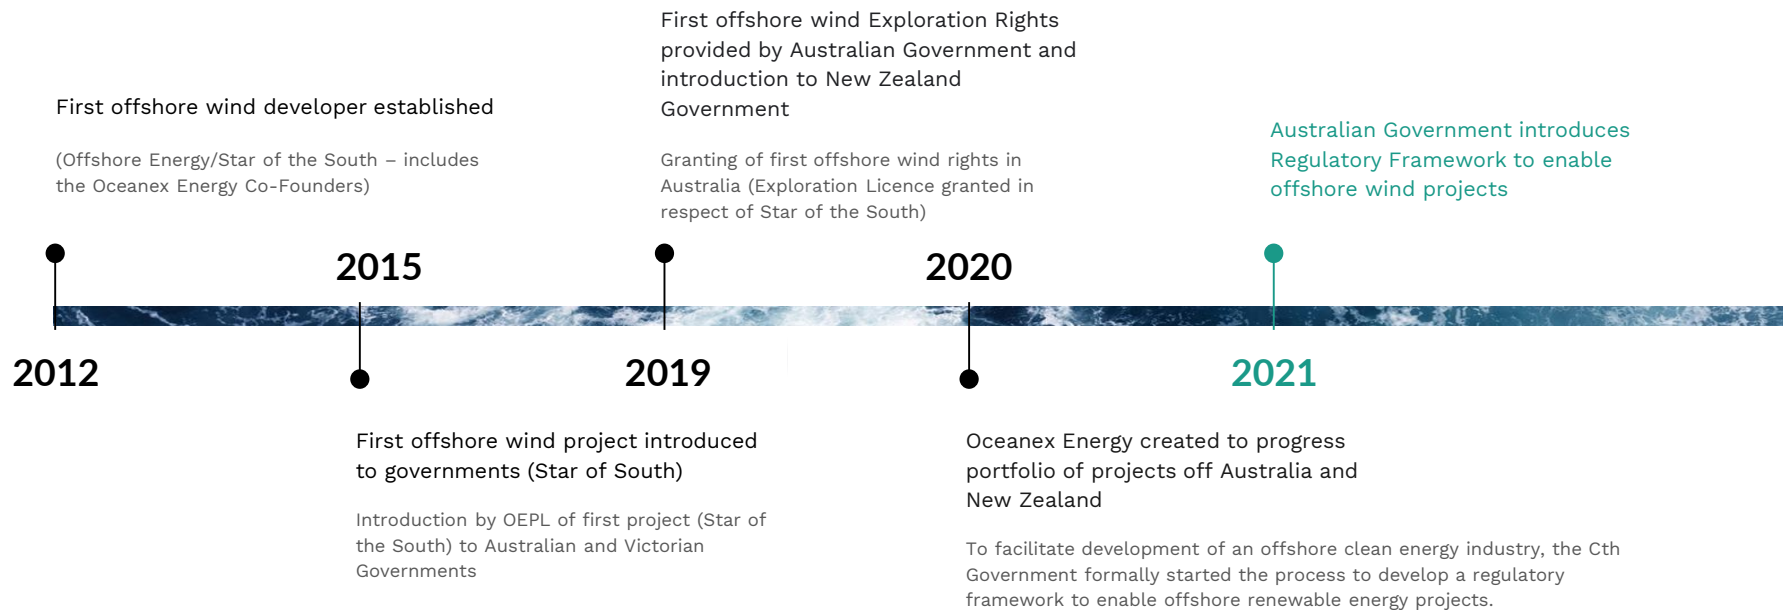 2012
First offshore wind developer established
(Offshore Energy/Star of the South – includes
the Oceanex Energy Co-Founders)
2015
First offshore wind project introduced
to governments (Star of South)
Introduction by OEPL of first project (Star of
the South) to Australian and Victorian
Governments
2019
First offshore wind Exploration Rights
provided by Australian Government and
introduction to New Zealand
Government
Granting of first offshore wind rights in
Australia (Exploration Licence granted in
respect of Star of the South)
2020
Oceanex Energy created to progress
portfolio of projects off Australia and
New Zealand
To facilitate development of an offshore clean energy industry, the Cth
Government formally started the process to develop a regulatory
framework to enable offshore renewable energy projects.
2021
Australian Government introduces
Regulatory Framework to enable
offshore wind projects